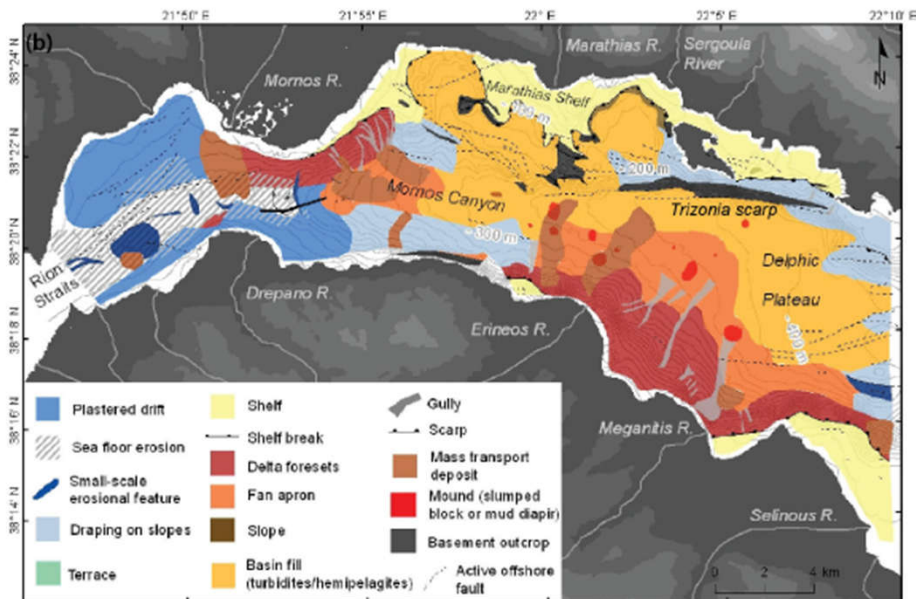 21°50' E
21°55' E
22° E
22°5' E
22°10' E
(b)
38°24' N
38°22' N
38°20' N
38°18' N
38°16' N
38°14' N
Mornos R.
Marathias R.
Sergoula
River
N
Marathias Shelf
- 200 m
Mornos Canyon
Trizonia scarp
- 300 m
Delphic
Plateau
- 400 m
Rion
Straits
Drepano R.
Erineos R.
Meganitis R.
Selinous R.
Plastered drift
Sea floor erosion
Small-scale
erosional feature
Draping on slopes
Terrace
Shelf
Shelf break
Delta foresets
Fan apron
Slope
Basin fill
(turbidites/hemipelagites)
Gully
Scarp
Mass transport
deposit
Mound (slumped
block or mud diapir)
Basement outcrop
Active offshore
fault
0 2 4 km